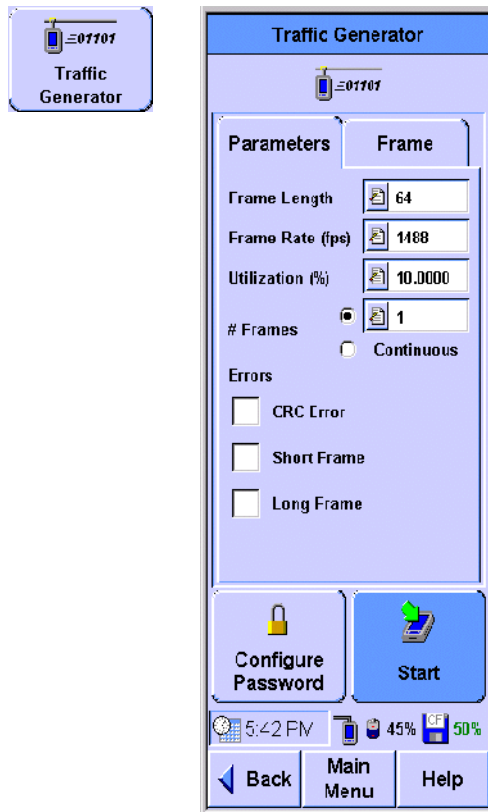 =01101
Traffic
Generator
Traffic Generator
=01101
Parameters Frame
Frame Length 64
Frame Rate (fps) 1488
Utilization (%) 10.0000
# Frames 1
Continuous
Errors
CRC Error
Short Frame
Long Frame
Configure
Password
Start
5:42 PM 45% CF 50%
Back
Main
Menu
Help